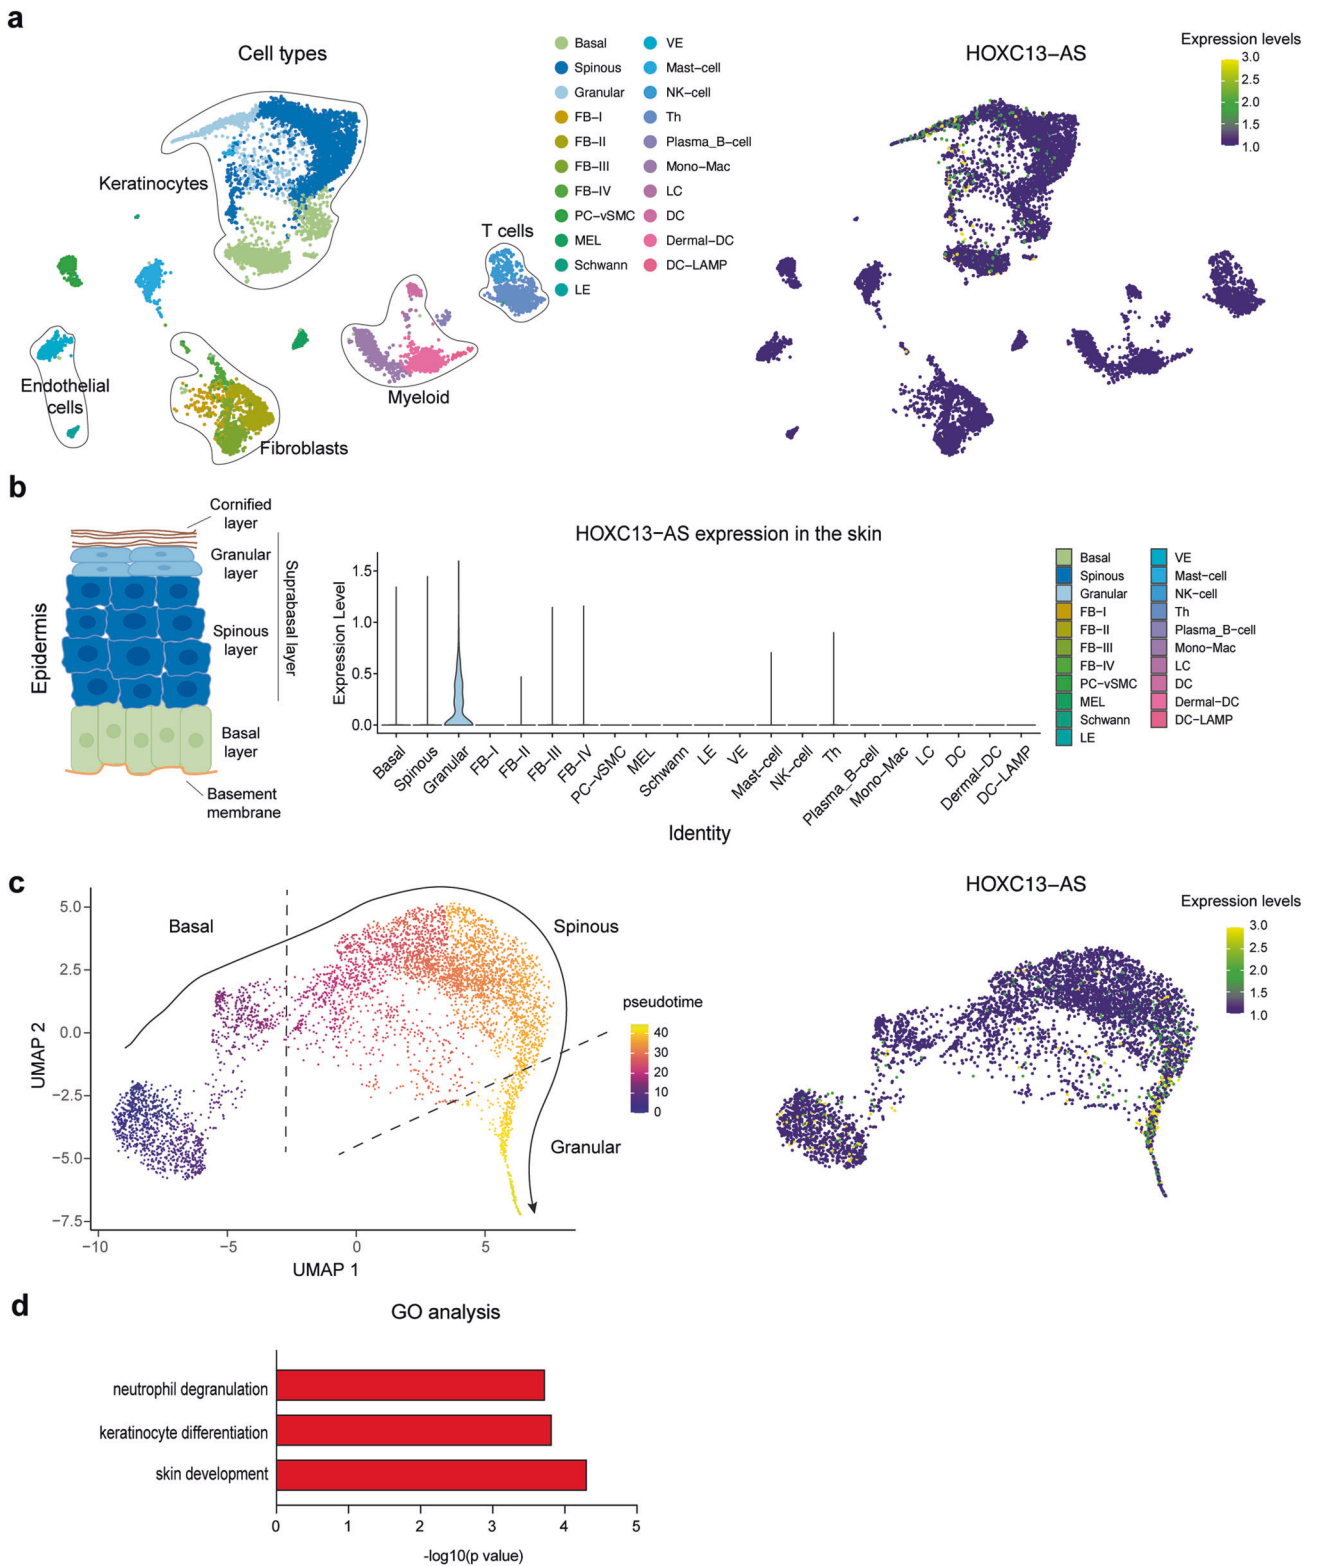 a
Cell types
Keratinocytes
T cells
Endothelial
cells
Fibroblasts
Myeloid
Basal
Spinous
Granular
FB−I
FB−II
FB−III
FB−IV
PC−vSMC
MEL
Schwann
LE
VE
Mast−cell
NK−cell
Th
Plasma_B−cell
Mono−Mac
LC
DC
Dermal−DC
DC−LAMP
HOXC13−AS
Expression levels
3.0
2.5
2.0
1.5
1.0
b
Epidermis
Cornified
layer
Granular
layer
Spinous
layer
Suprabasal layer
Basal
layer
Basement
membrane
HOXC13−AS expression in the skin
Expression Level
1.5
1.0
0.5
0.0
Basal
Spinous
Granular
FB−I
FB−II
FB−III
FB−IV
PC−vSMC
MEL
Schwann
LE
VE
Mast−cell
NK−cell
Th
Plasma_B−cell
Mono−Mac
LC
DC
Dermal−DC
DC−LAMP
Identity
Basal
Spinous
Granular
FB−I
FB−II
FB−III
FB−IV
PC−vSMC
MEL
Schwann
LE
VE
Mast−cell
NK−cell
Th
Plasma_B−cell
Mono−Mac
LC
DC
Dermal−DC
DC−LAMP
c
UMAP 2
5.0
2.5
0.0
−2.5
−5.0
−7.5
−10
−5
0
5
UMAP 1
Basal
Spinous
Granular
pseudotime
40
30
20
10
0
HOXC13−AS
Expression levels
3.0
2.5
2.0
1.5
1.0
d
GO analysis
neutrophil degranulation
keratinocyte differentiation
skin development
0
1
2
3
4
5
-log10(p value)